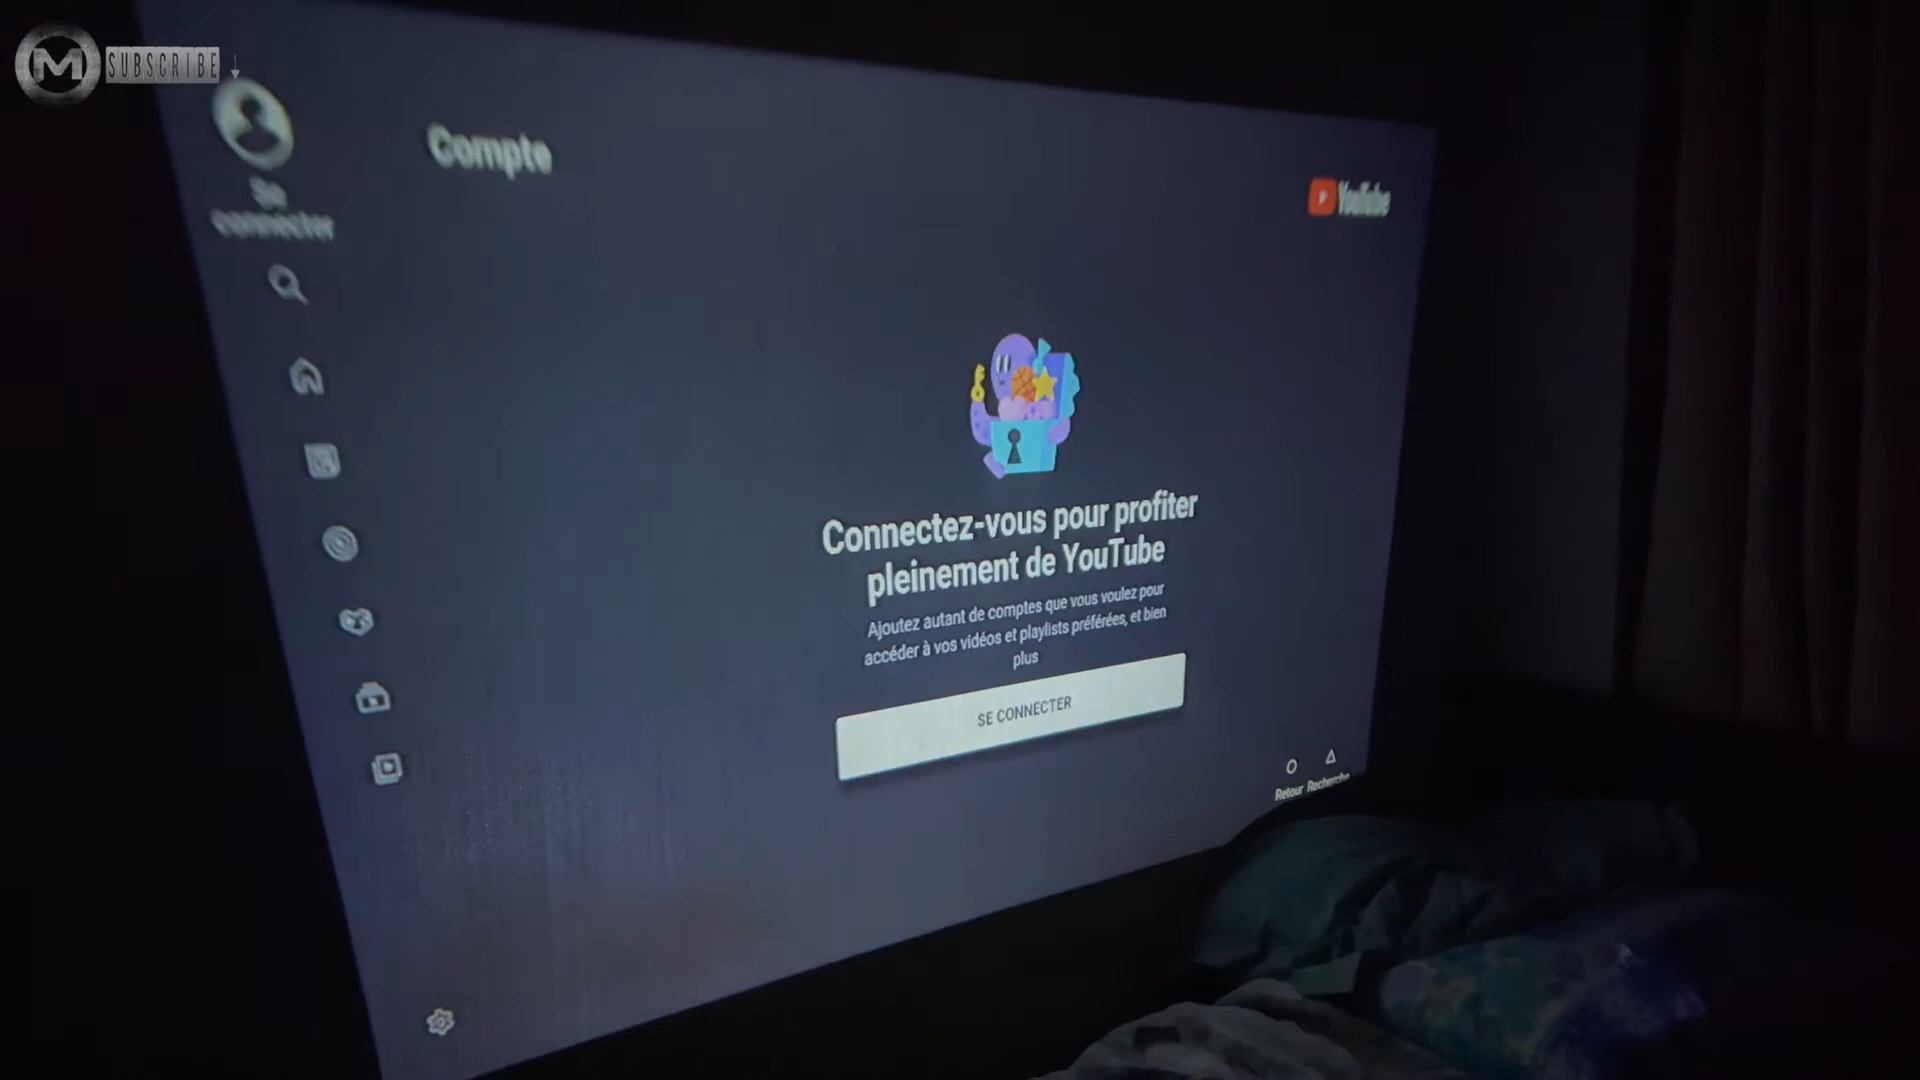 M SUBSCRIBE
Compte
Se
connecter
YouTube
Connectez-vous pour profiter
pleinement de YouTube
Ajoutez autant de comptes que vous voulez pour
accéder à vos vidéos et playlists préférées, et bien
plus
SE CONNECTER
Retour Recherche